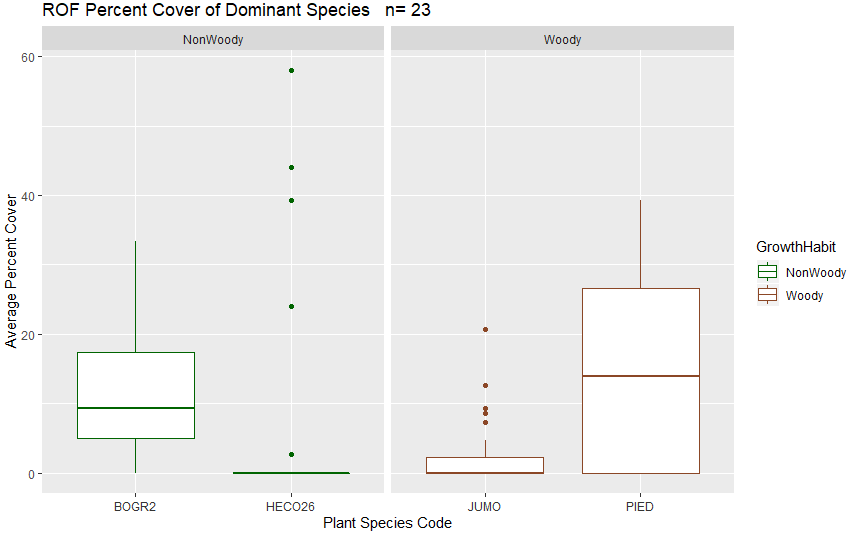 ROF Percent Cover of Dominant Species   n= 23
NonWoody
Woody
Average Percent Cover
60
40
20
0
BOGR2
HECO26
JUMO
PIED
Plant Species Code
GrowthHabit
NonWoody
Woody